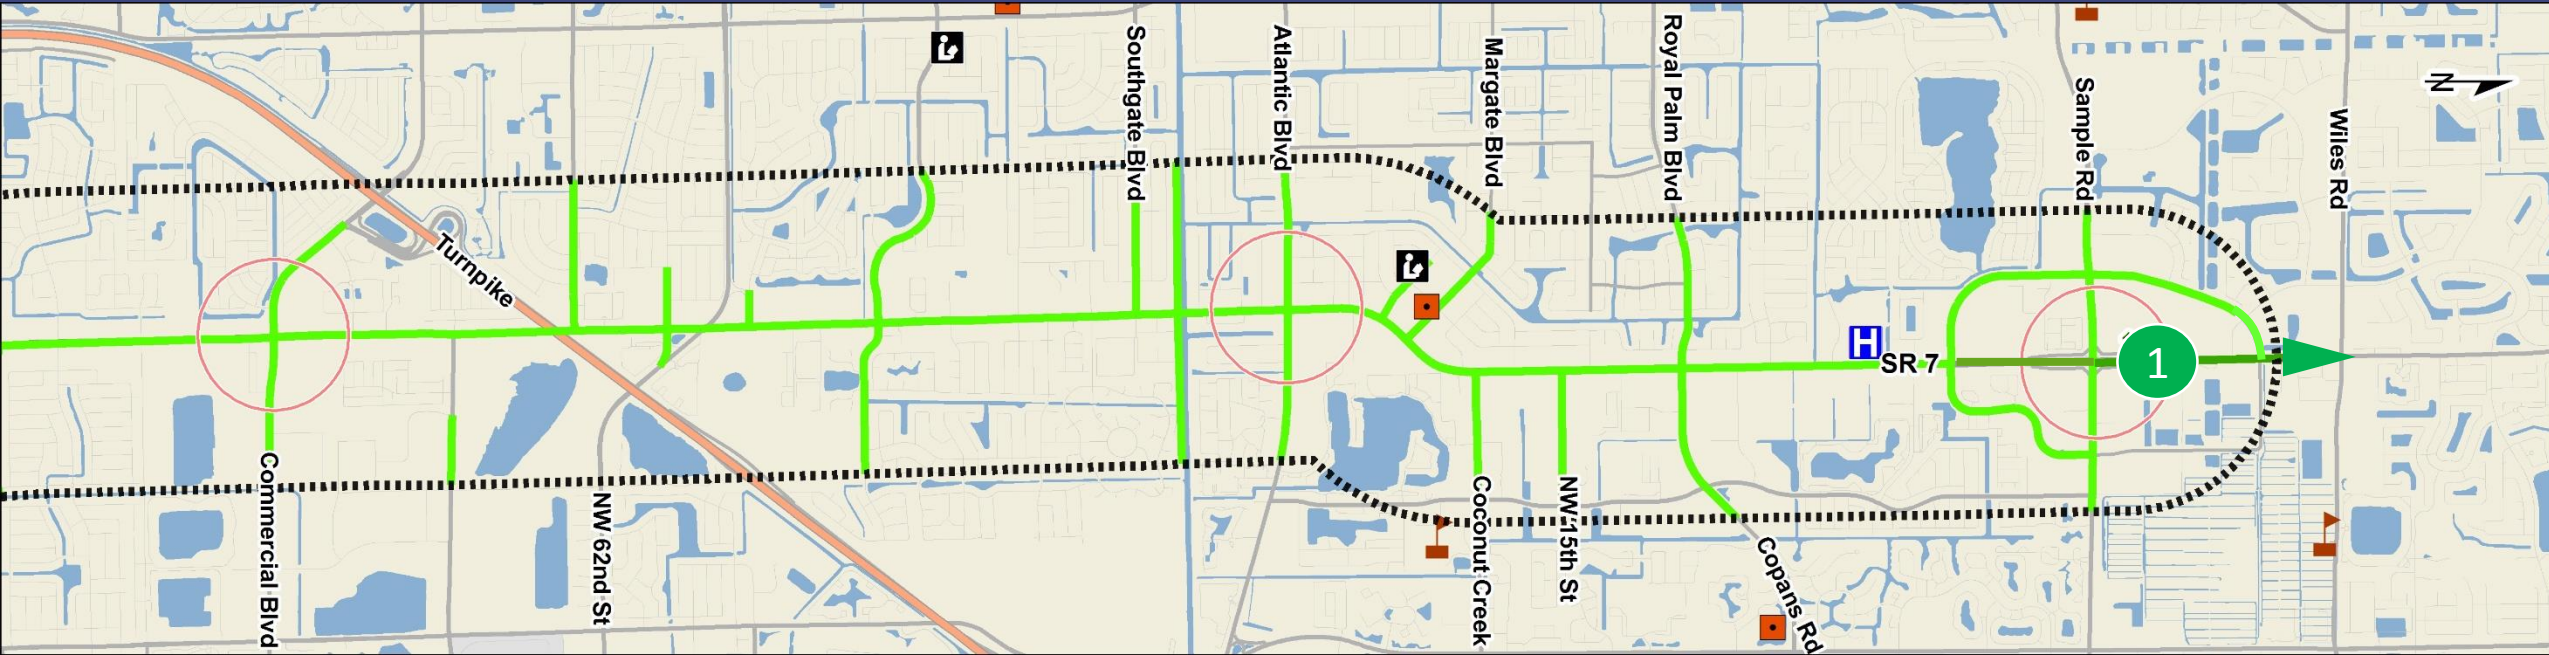 Southgate Blvd
Atlantic Blvd
Margate Blvd
Royal Palm Blvd
Sample Rd
Wiles Rd
N
Turnpike
H
SR 7
1
Commercial Blvd
NW 62nd St
Coconut Creek
NW 15th St
Copans Rd